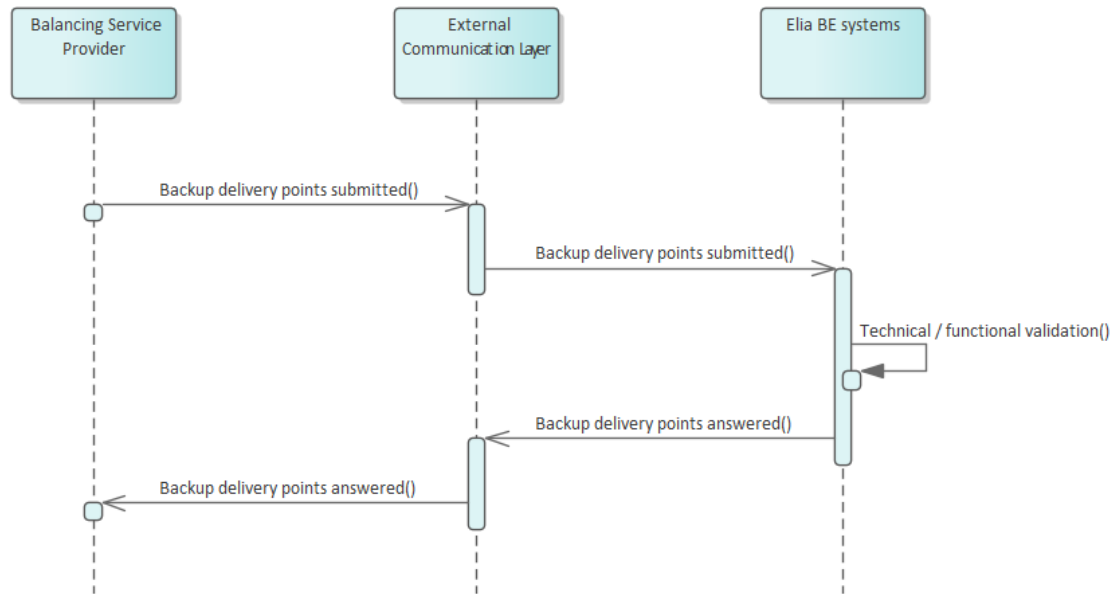 Balancing Service
Provider
External
Communication Layer
Elia BE systems
Backup delivery points submitted()
Backup delivery points submitted()
Technical / functional validation()
Backup delivery points answered()
Backup delivery points answered()